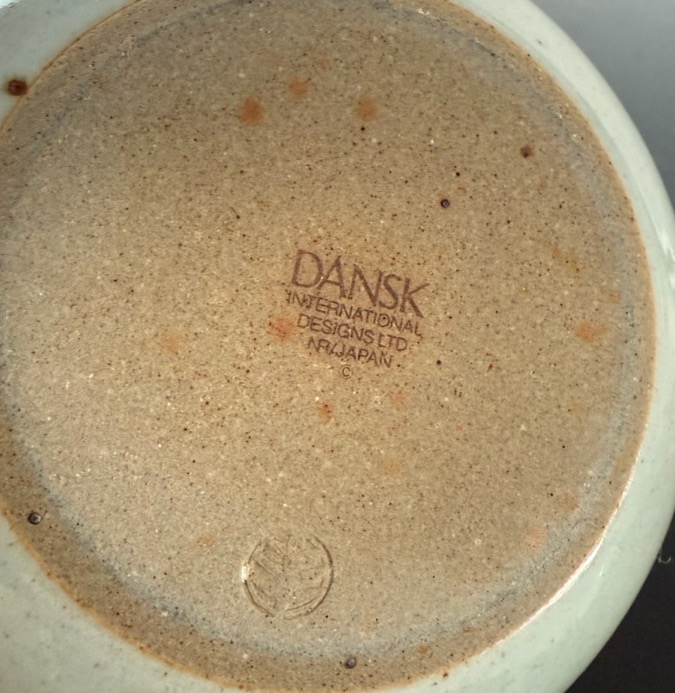 DANSK
INTERNATIONAL
DESIGNS LTD
NR/JAPAN
©